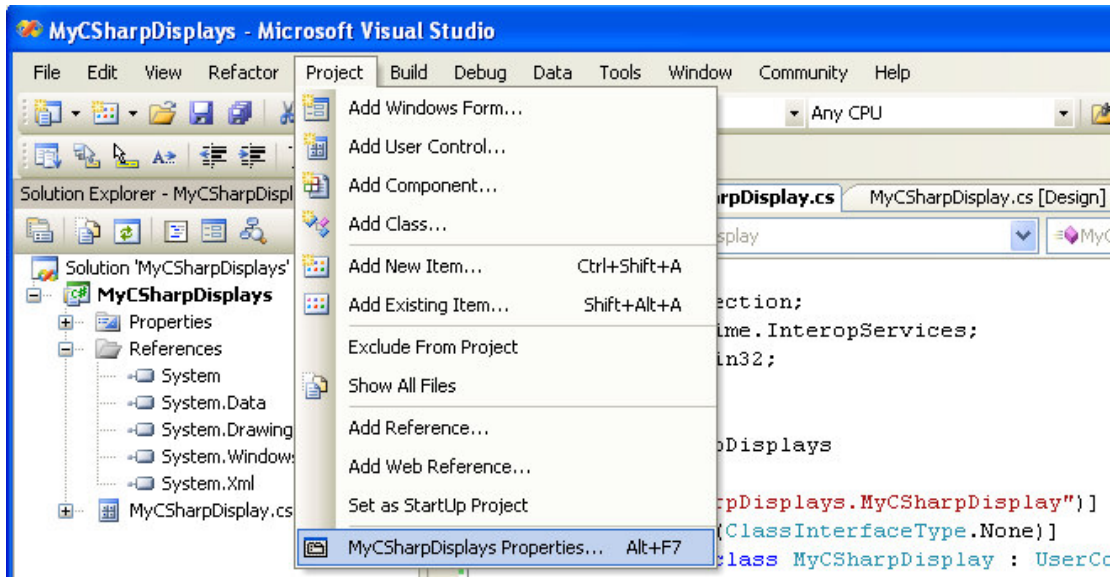 MyCSharpDisplays - Microsoft Visual Studio
File Edit View Refactor Project Build Debug Data Tools Window Community Help
Add Windows Form...
Any CPU
Add User Control...
Solution Explorer - MyCSharpDispl
Add Component...
rpDisplay.cs MyCSharpDisplay.cs [Design]
Add Class...
splay
MyC
Solution 'MyCSharpDisplays'
Add New Item... Ctrl+Shift+A
MyCSharpDisplays
Add Existing Item... Shift+Alt+A
ection;
Properties
ime.InteropServices;
References
Exclude From Project
in32;
System
Show All Files
System.Data
System.Drawing
Add Reference...
pDisplays
System.Windows
Add Web Reference...
System.Xml
Set as StartUp Project
rpDisplays.MyCSharpDisplay")]
MyCSharpDisplay.cs
(ClassInterfaceType.None)]
MyCSharpDisplays Properties... Alt+F7
class MyCSharpDisplay : UserCo